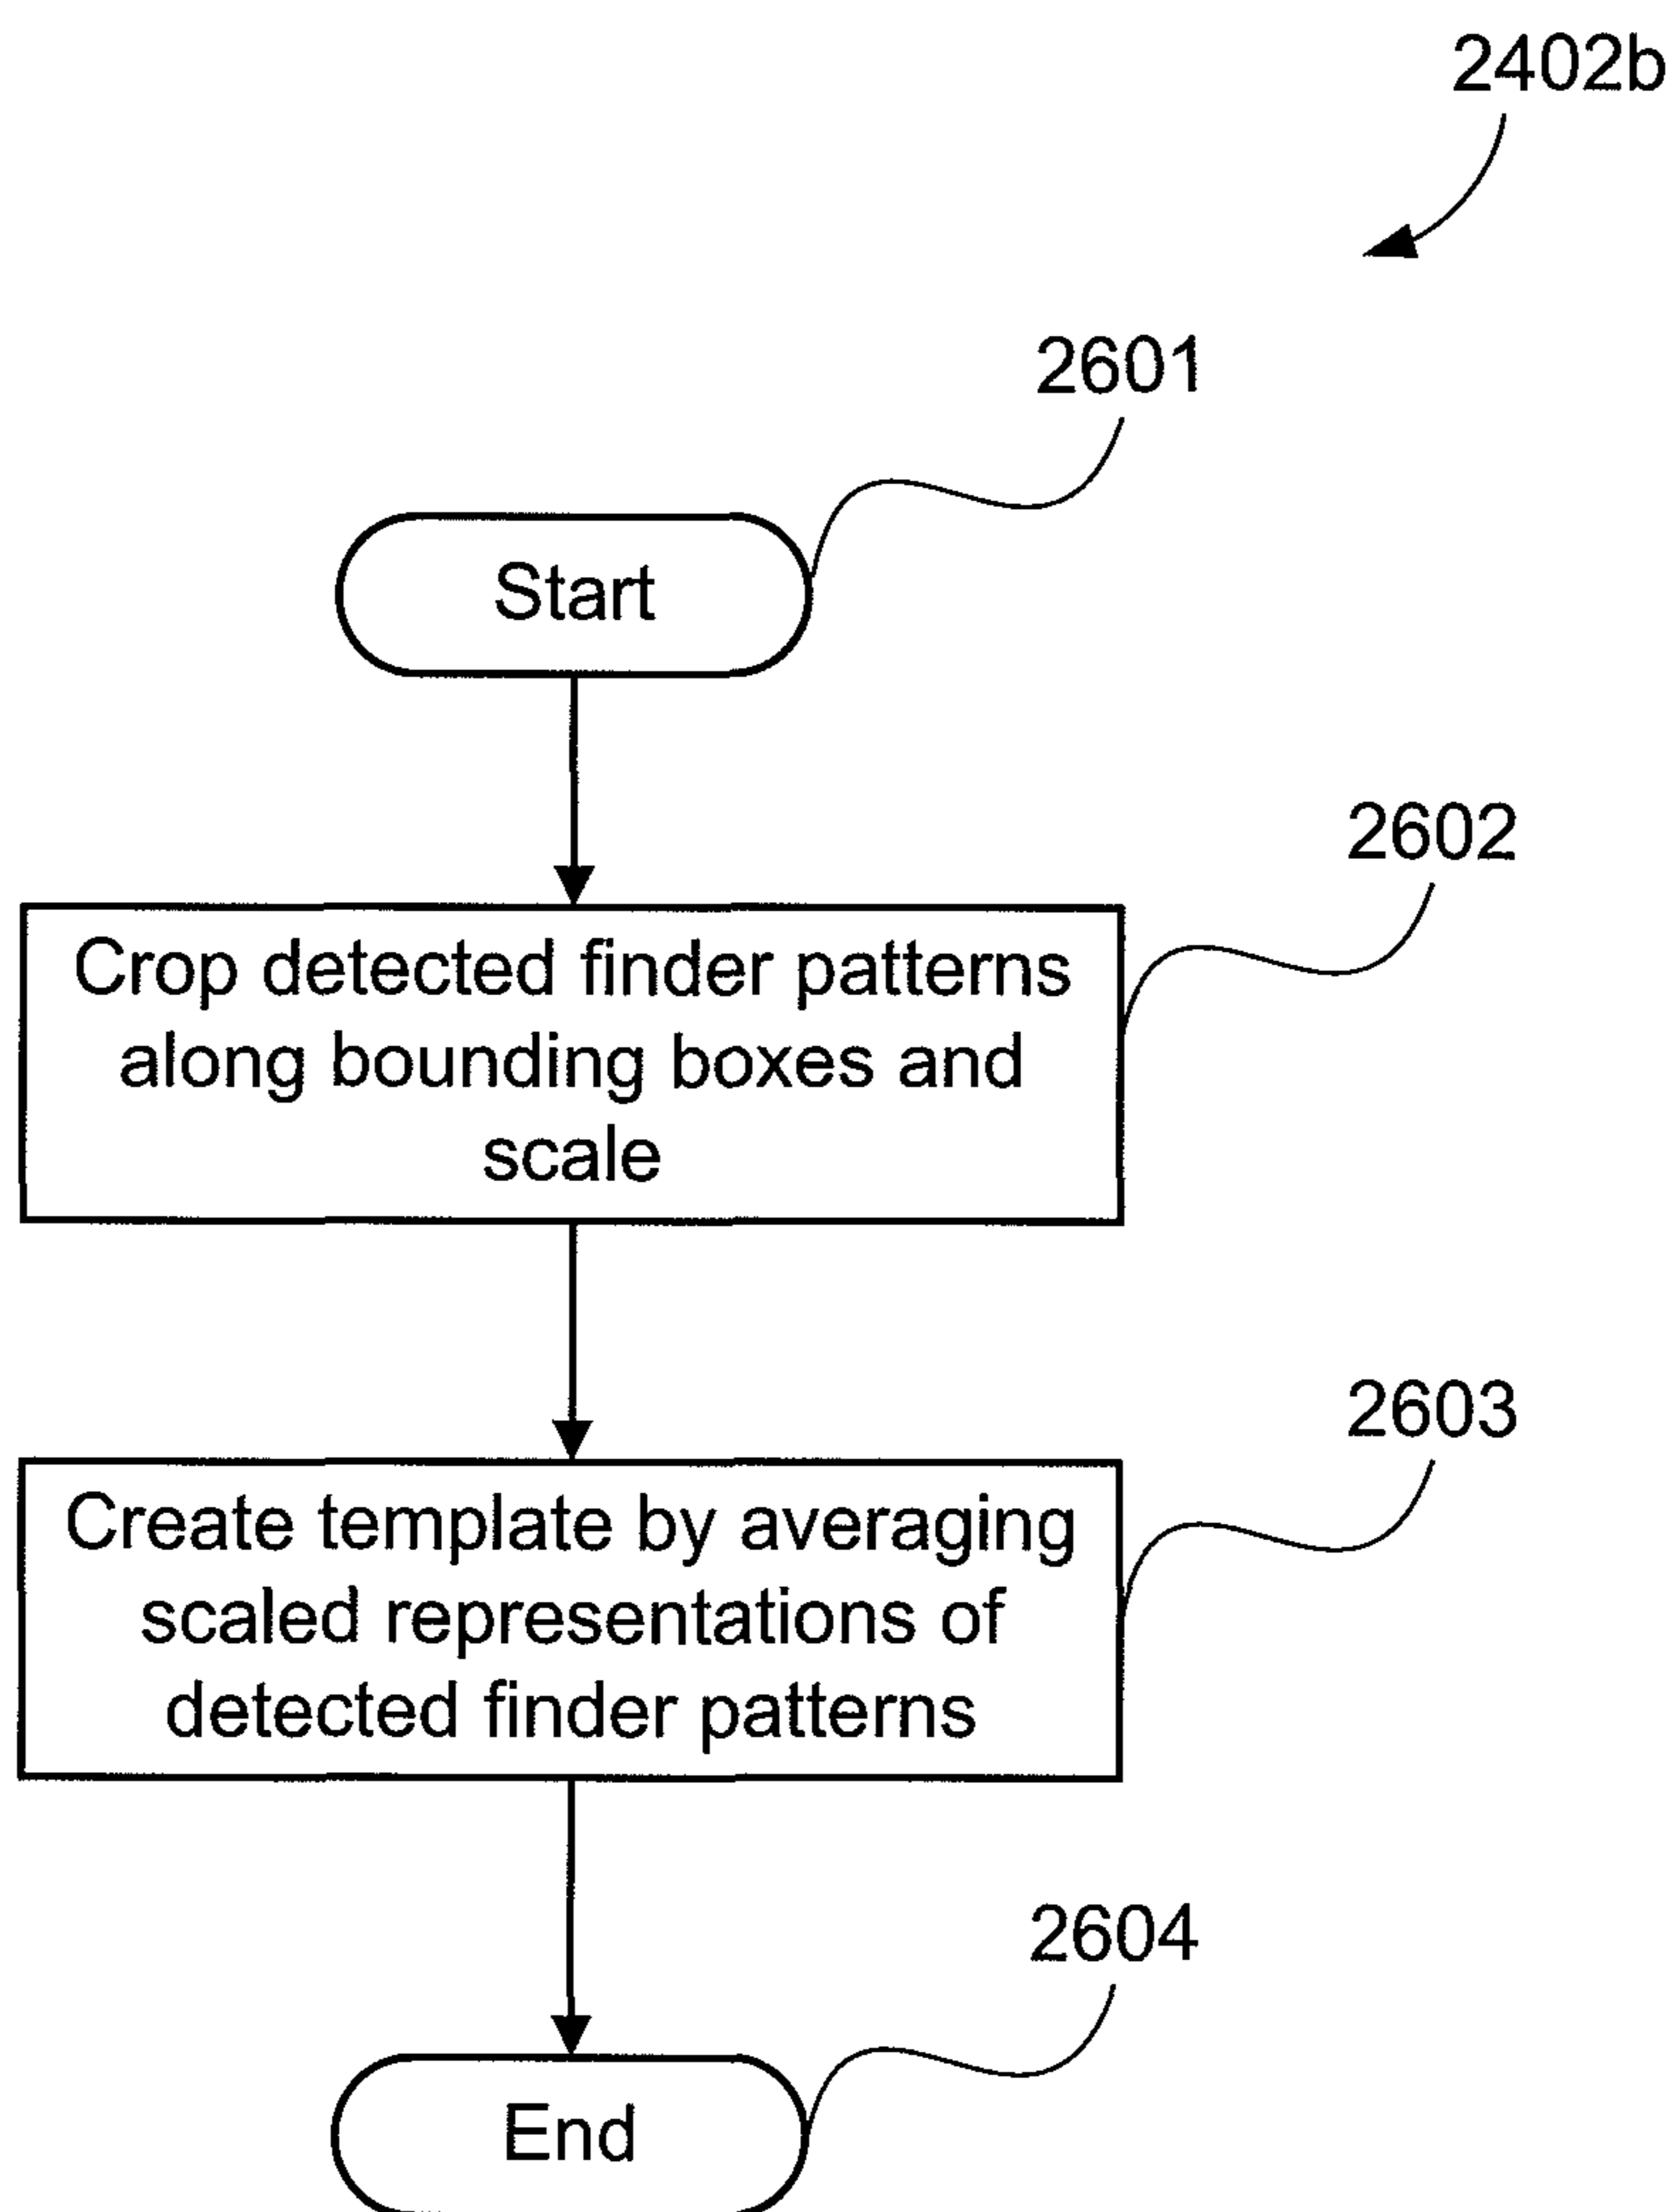 2402b
2601
Start
2602
Crop detected finder patterns
along bounding boxes and
scale
2603
Create template by averaging
scaled representations of
detected finder patterns
2604
End